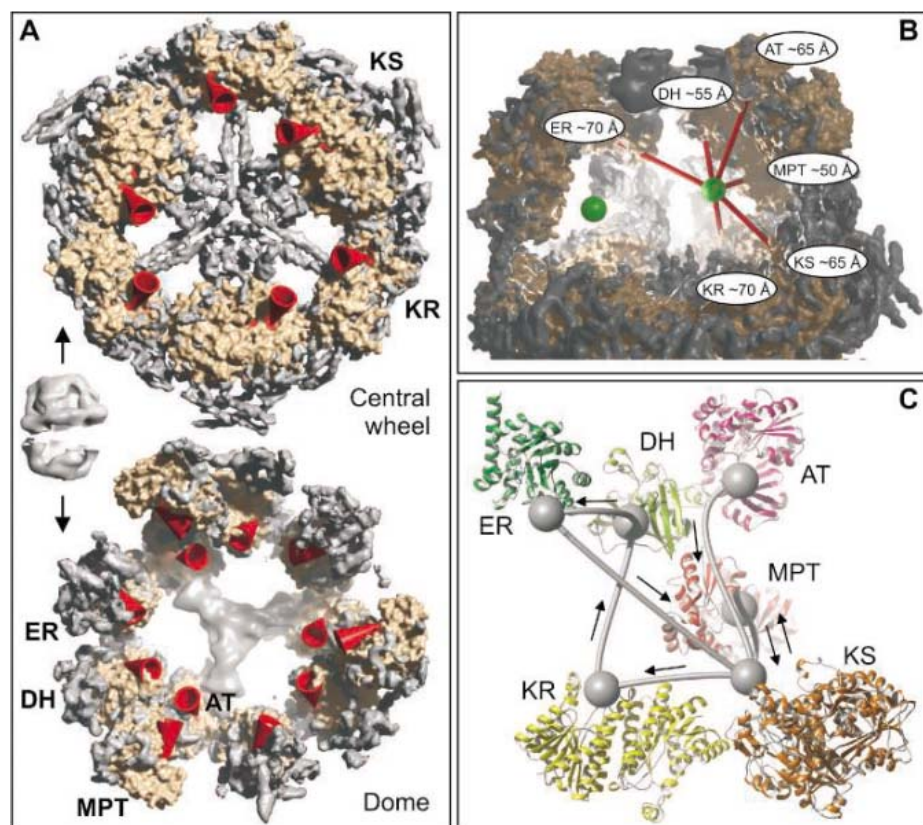 A
KS
KR
Central
wheel
ER
DH
AT
MPT
Dome
B
AT ~65 Å
DH ~55 Å
ER ~70 Å
MPT ~50 Å
KS ~65 Å
KR ~70 Å
C
DH
AT
ER
MPT
KS
KR